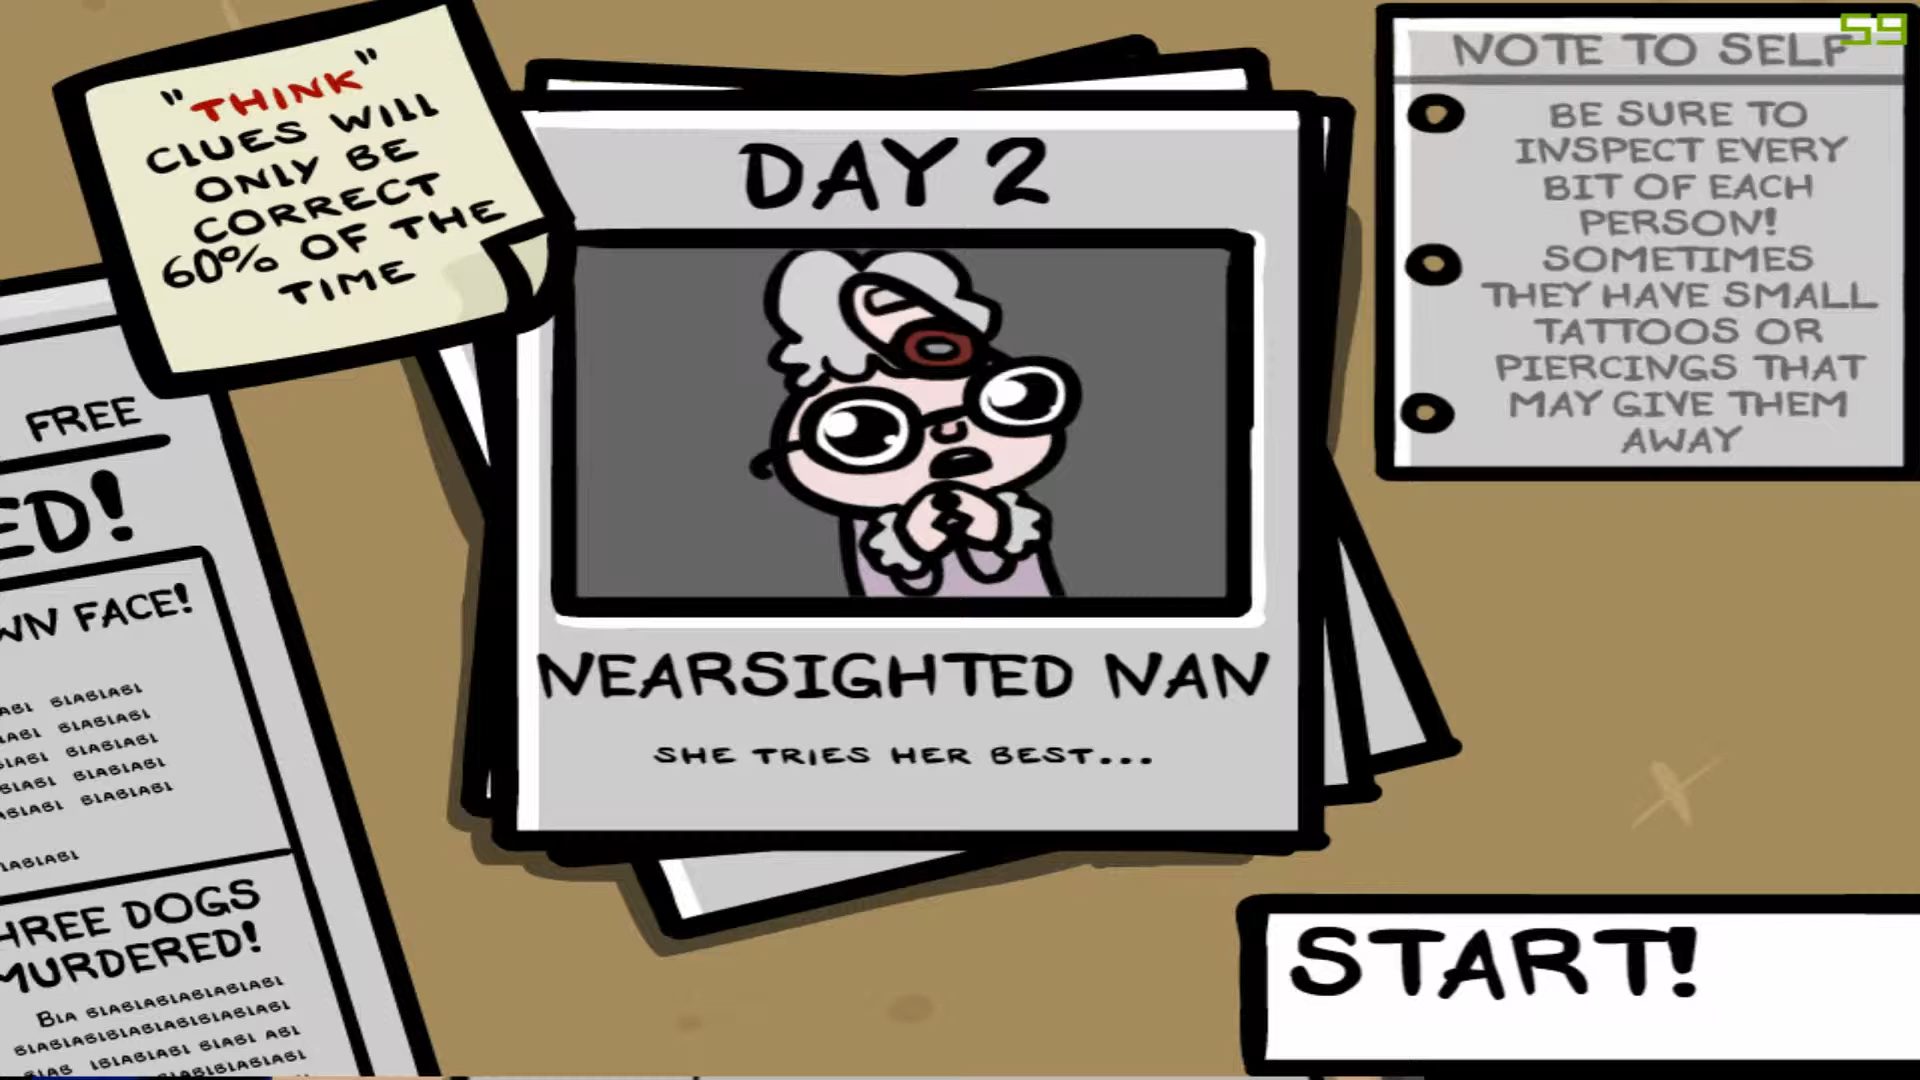 "THINK"
CLUES WILL
ONLY BE
CORRECT
60% OF THE
TIME
DAY 2
NEARSIGHTED NAN
SHE TRIES HER BEST...
59
NOTE TO SELF
BE SURE TO
INSPECT EVERY
BIT OF EACH
PERSON!
SOMETIMES
THEY HAVE SMALL
TATTOOS OR
PIERCINGS THAT
MAY GIVE THEM
AWAY
FREE
ED!
WN FACE!
DOGS
MURDERED!
START!